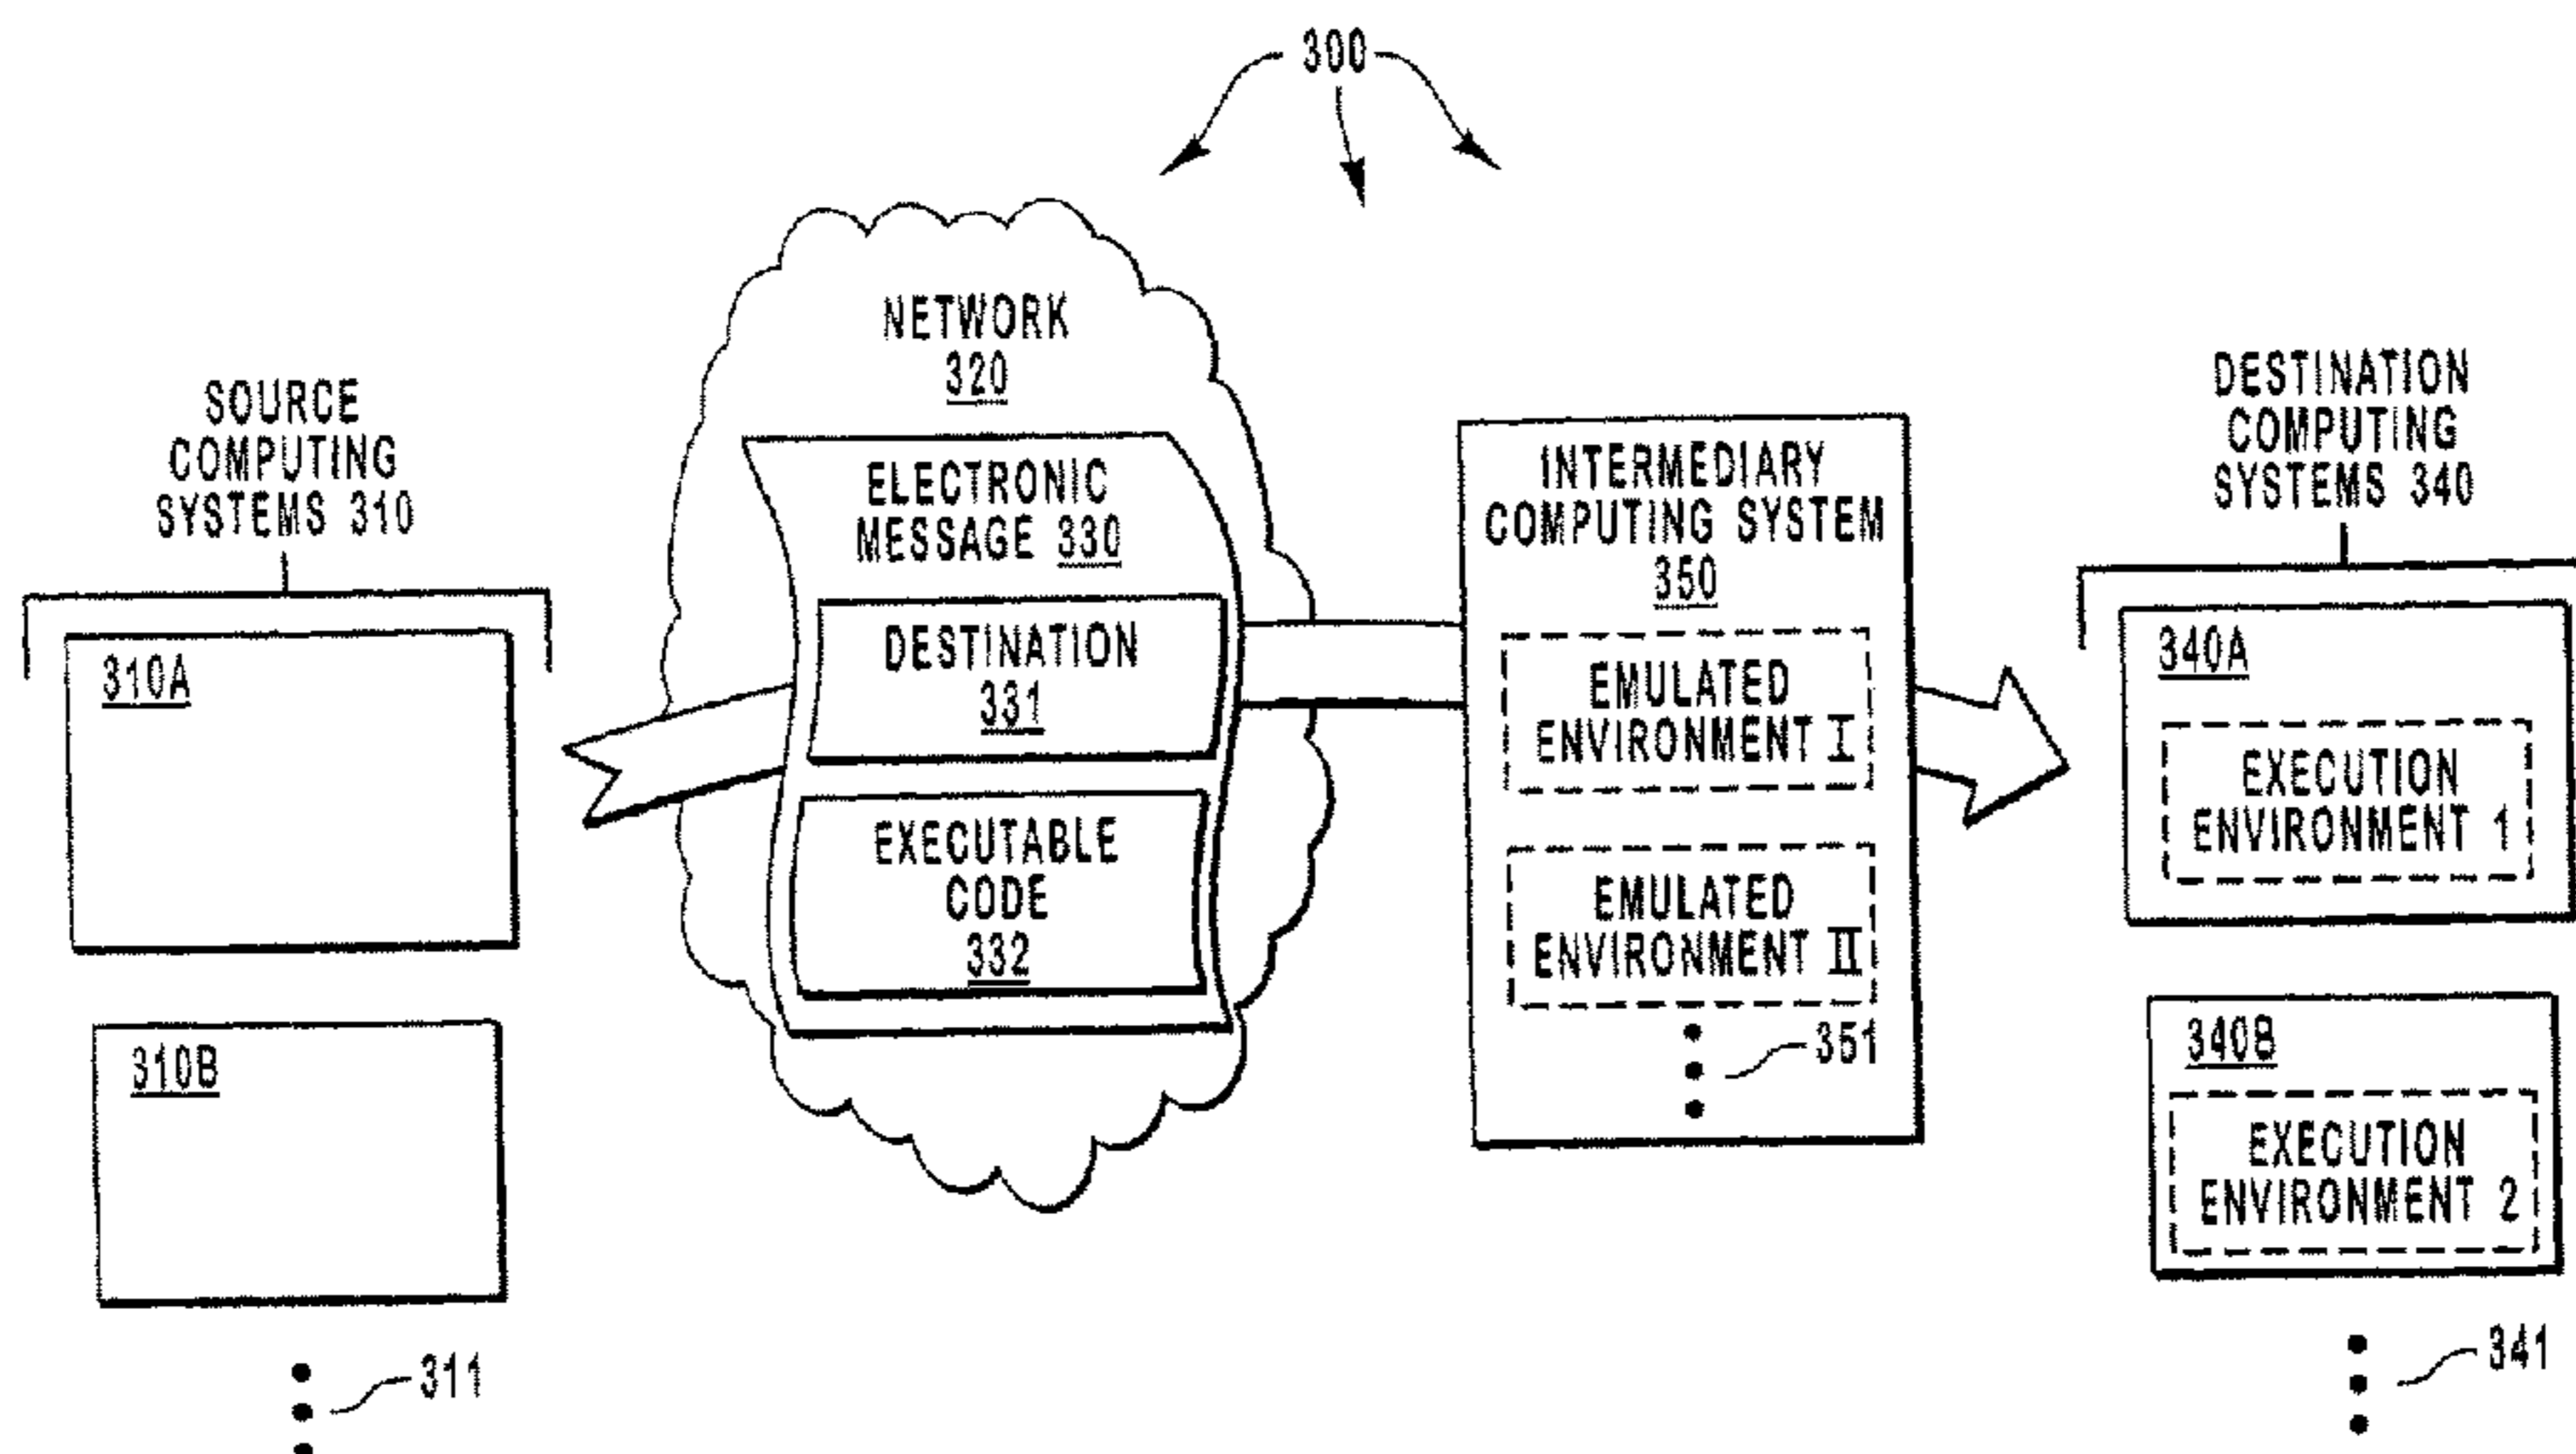 300
SOURCE
COMPUTING
SYSTEMS 310
310A
310B
311
NETWORK
320
ELECTRONIC
MESSAGE 330
DESTINATION
331
EXECUTABLE
CODE
332
INTERMEDIARY
COMPUTING SYSTEM
350
EMULATED
ENVIRONMENT I
EMULATED
ENVIRONMENT II
351
DESTINATION
COMPUTING
SYSTEMS 340
340A
EXECUTION
ENVIRONMENT 1
340B
EXECUTION
ENVIRONMENT 2
341